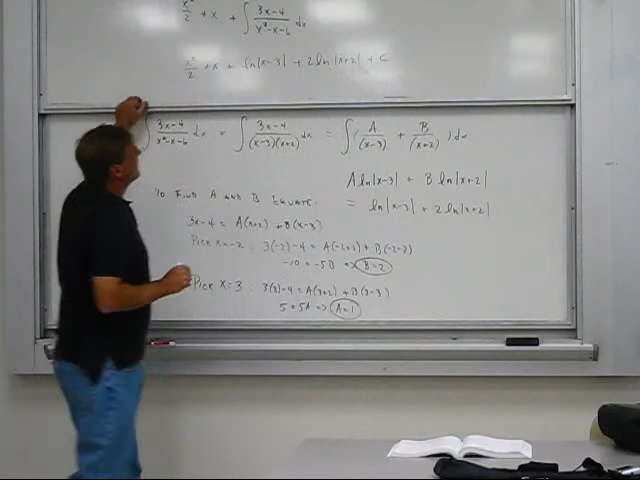 x²/2 + x + ∫ 3x-4/x²-x-6 dx
x²/2 + x + ln|x-3| + 2ln|x+2| + C
∫ 3x-4/x²-x-6 dx = ∫ 3x-4/(x-3)(x+2) dx = ∫ ( A/(x-3) + B/(x+2) ) dx
A ln|x-3| + B ln|x+2|
= ln|x-3| + 2 ln|x+2|
TO FIND A AND B
3x-4 = A(x+2) + B(x-3)
PICK x=-2 : 3(-2)-4 = A(-2+2) + B(-2-3)
-10 = -5B => B=2
PICK X=3 : 3(3)-4 = A(3+2) + B(3-3)
5 = 5A => A=1